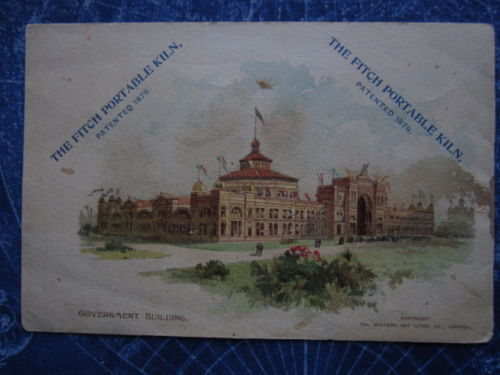 THE FITCH PORTABLE KILN,
PATENTED 1879.
THE FITCH PORTABLE KILN,
PATENTED 1879.
GOVERNMENT BUILDING.
COPYRIGHT.
THE WINTERS ART LITHO. CO., CHICAGO.